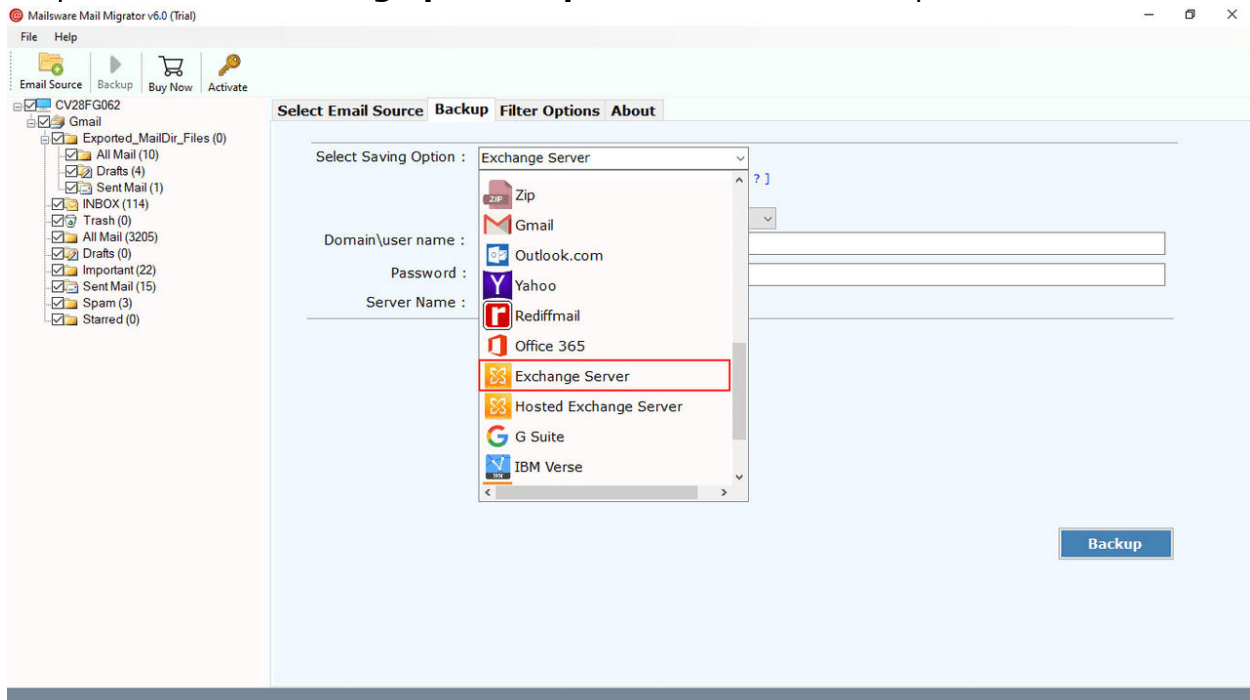 Mailsware Mail Migrator v6.0 (Trial)
File Help
Email Source Backup Buy Now Activate
CV28FG062
Gmail
Exported_MailDir_Files (0)
All Mail (10)
Drafts (4)
Sent Mail (1)
INBOX (114)
Trash (0)
All Mail (3205)
Drafts (0)
Important (22)
Sent Mail (15)
Spam (3)
Starred (0)
Select Email Source Backup Filter Options About
Select Saving Option : Exchange Server
? ]
Domain\user name :
Password :
Server Name :
ZIP Zip
Gmail
Outlook.com
Yahoo
Rediffmail
Office 365
Exchange Server
Hosted Exchange Server
G Suite
IBM Verse
Backup